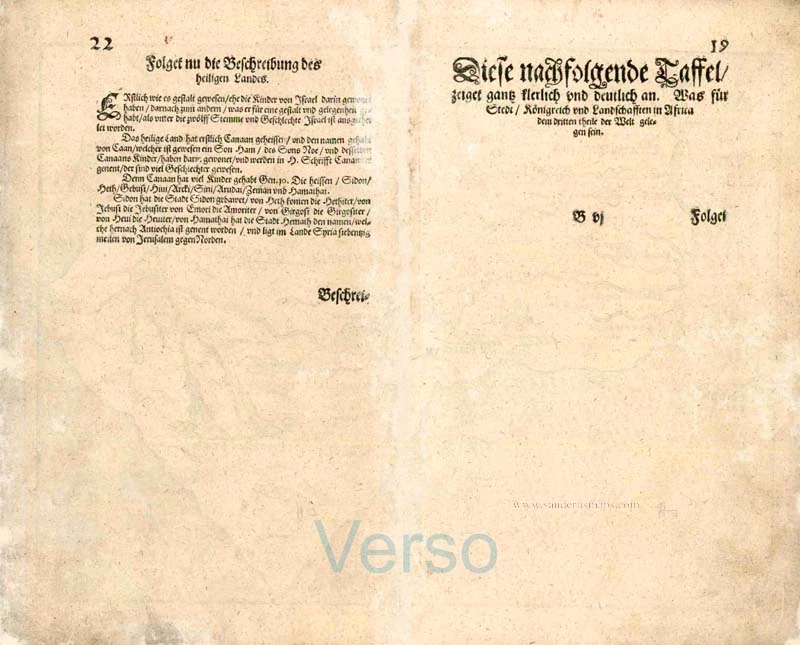 22
Folget nu die Beschreibung des
heiligen Landes.
ERstlich wie es gestalt gewesen/ehe die Kinder von Israel darin gewonet
haben/darnach zum andern/was er für eine gestalt vnd gelegenheit
habt/als vnter die zwölff Stemme vnd Geschlechte Israel ist
let worden.
Das heilige Land hat erstlich Canaan geheissen/vnd den namen
von Caan/welcher ist gewesen ein Son Ham/des Sons Noe/vnd desselben
Canaans Kinder/haben darin gewonet/vnd werden in H. Schrifft
genent/der sind viel Geschlechter gewesen.
Denn Canaan hat viel Kinder gehabt Gen. 10. Die heissen/Sidon/
Heth/Gebusi/Hiui/Arcki/Sini/Arudai/Zemari vnd Hamathai.
Sidon hat die Stadt Sidon gebawet/von Heth komen die Hethiter/von
Jebusi die Jebusiter von Emori die Amoriter/von Girgosi die Girgositer/
von Heui die Heuiter/von Hamathai hat die Stadt Hemath den namen/wel-
che hernach Antiochia ist genent worden/vnd ligt im Lande Syria siebentzig
meilen von Jerusalem gegen Norden.
Beschrei-
19
Diese nachfolgende Taffel/
zeiget gantz klerlich vnd deutlich an. Was für
Stedt/Königreich vnd Landschafften in Africa
dem dritten theile der Welt gele-
gen sein.
B vj Folget
www.sanderusmaps.com
Verso